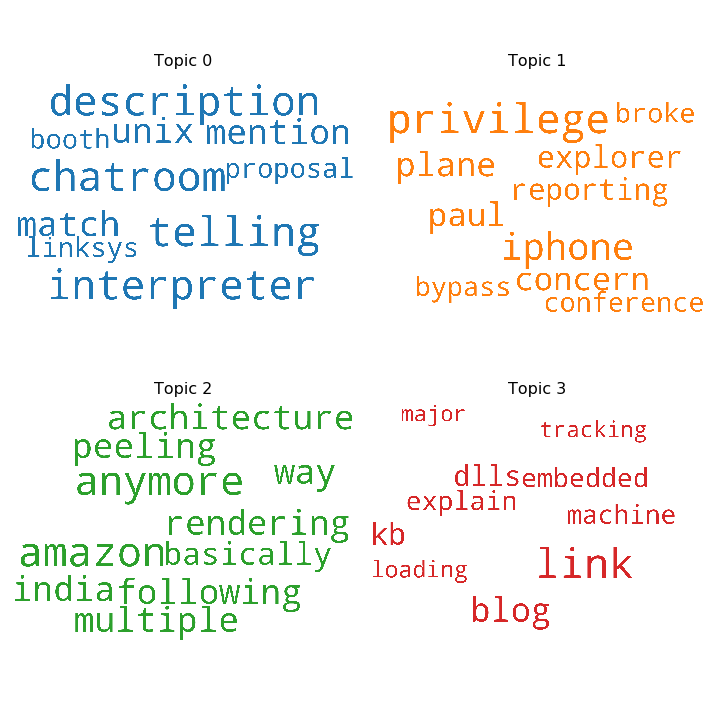 Topic 0
description
booth unix mention
chatroom proposal
match telling
linksys
interpreter
Topic 1
privilege broke
plane explorer
reporting
paul
iphone
bypass concern
conference
Topic 2
architecture
peeling
anymore way
rendering
amazon basically
india following
multiple
Topic 3
major
tracking
dlls embedded
explain machine
kb
loading link
blog